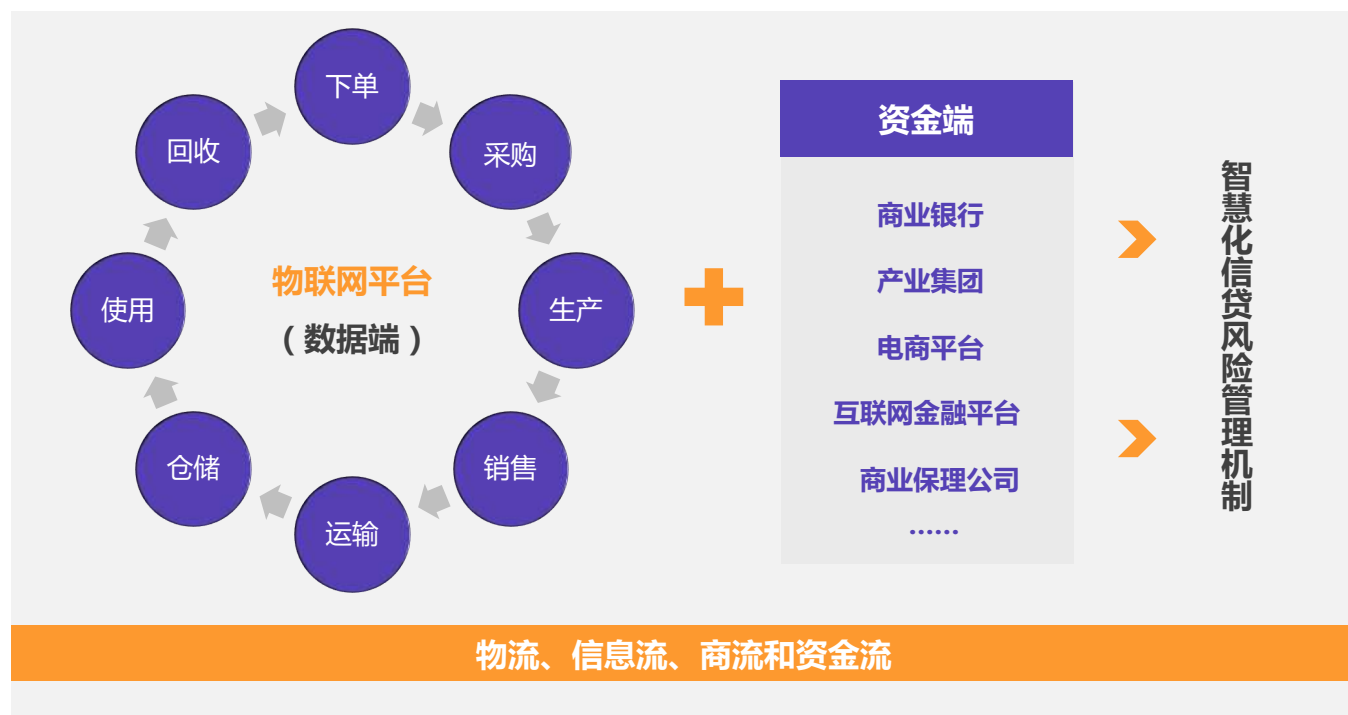 下单
采购
生产
销售
运输
仓储
使用
回收
物联网平台
（数据端）
资金端
商业银行
产业集团
电商平台
互联网金融平台
商业保理公司
……
智慧化信贷风险管理机制
物流、信息流、商流和资金流